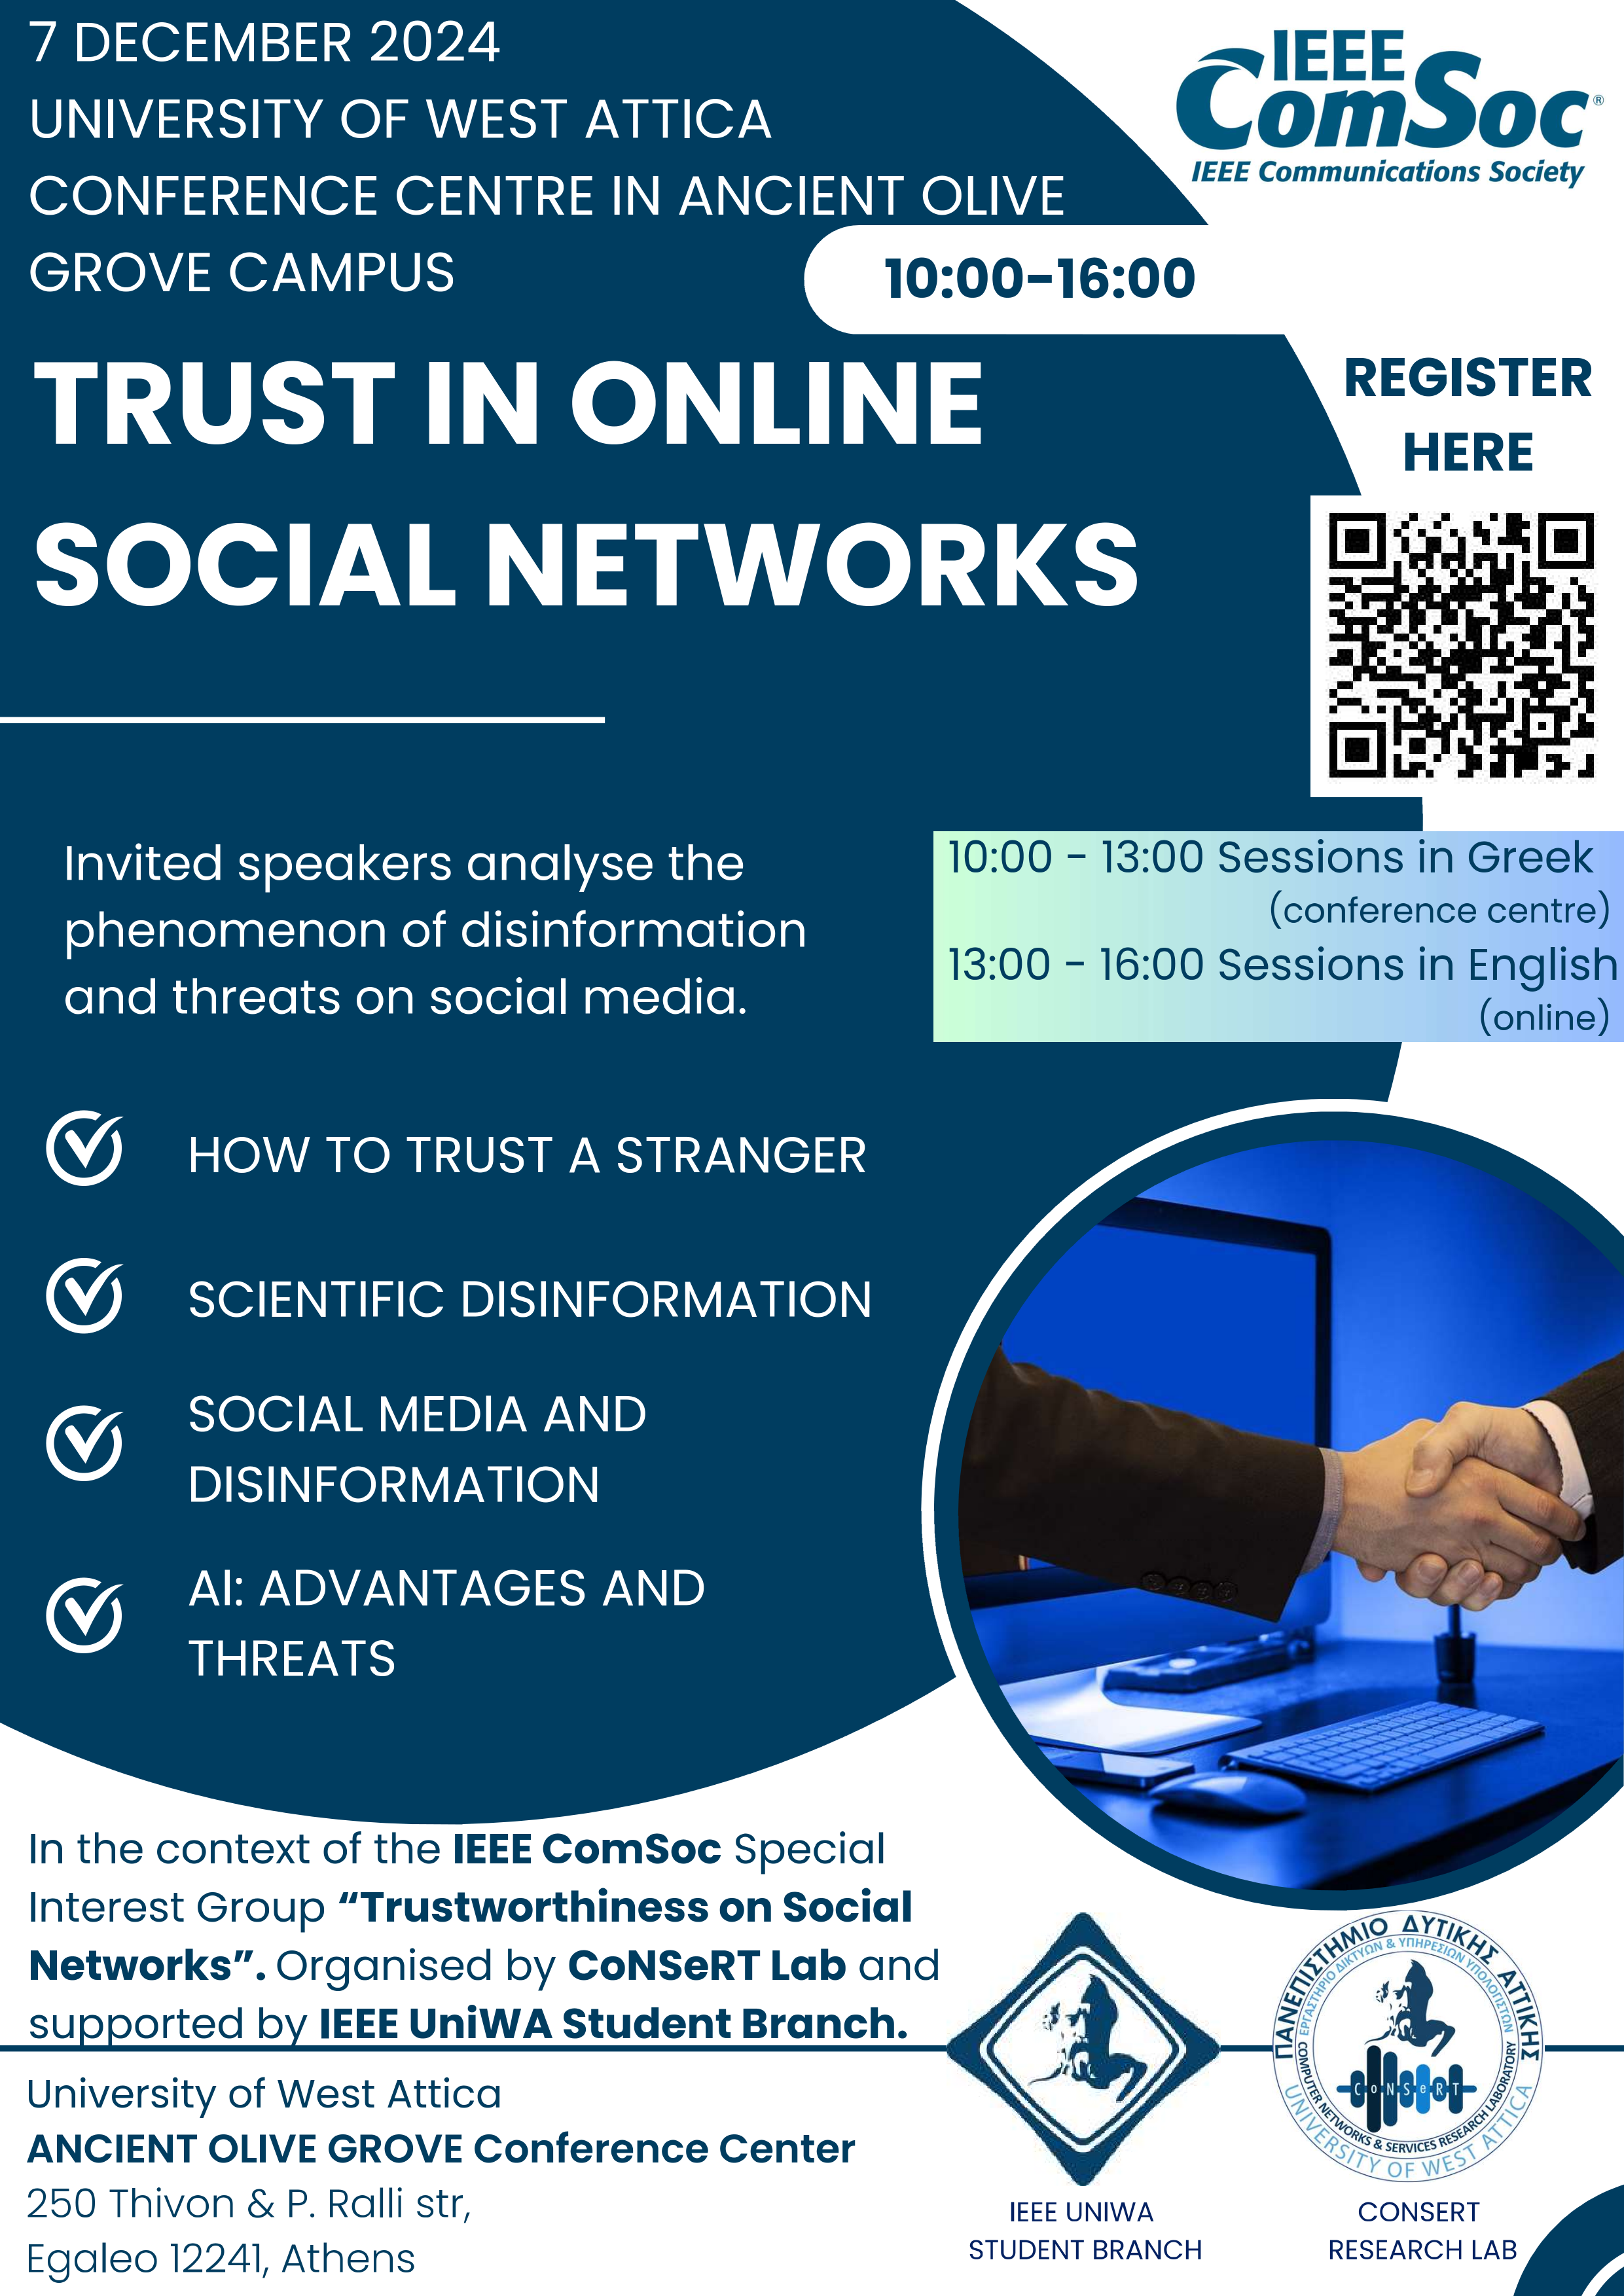 7 DECEMBER 2024
UNIVERSITY OF WEST ATTICA
CONFERENCE CENTRE IN ANCIENT OLIVE
GROVE CAMPUS
IEEE
ComSoc®
IEEE Communications Society
10:00-16:00
TRUST IN ONLINE
SOCIAL NETWORKS
REGISTER
HERE
Invited speakers analyse the
phenomenon of disinformation
and threats on social media.
10:00 - 13:00 Sessions in Greek
(conference centre)
13:00 - 16:00 Sessions in English
(online)
HOW TO TRUST A STRANGER
SCIENTIFIC DISINFORMATION
SOCIAL MEDIA AND
DISINFORMATION
AI: ADVANTAGES AND
THREATS
In the context of the IEEE ComSoc Special
Interest Group “Trustworthiness on Social
Networks”. Organised by CoNSeRT Lab and
supported by IEEE UniWA Student Branch.
University of West Attica
ANCIENT OLIVE GROVE Conference Center
250 Thivon & P. Ralli str,
Egaleo 12241, Athens
IEEE UNIWA
STUDENT BRANCH
ΠΑΝΕΠΙΣΤΗΜΙΟ ΔΥΤΙΚΗΣ ΑΤΤΙΚΗΣ
ΕΡΓΑΣΤΗΡΙΟ ΔΙΚΤΥΩΝ & ΥΠΗΡΕΣΙΩΝ ΥΠΟΛΟΓΙΣΤΩΝ
CoNSeRT
COMPUTER NETWORKS & SERVICES RESEARCH LABORATORY
UNIVERSITY OF WEST ATTICA
CONSERT
RESEARCH LAB